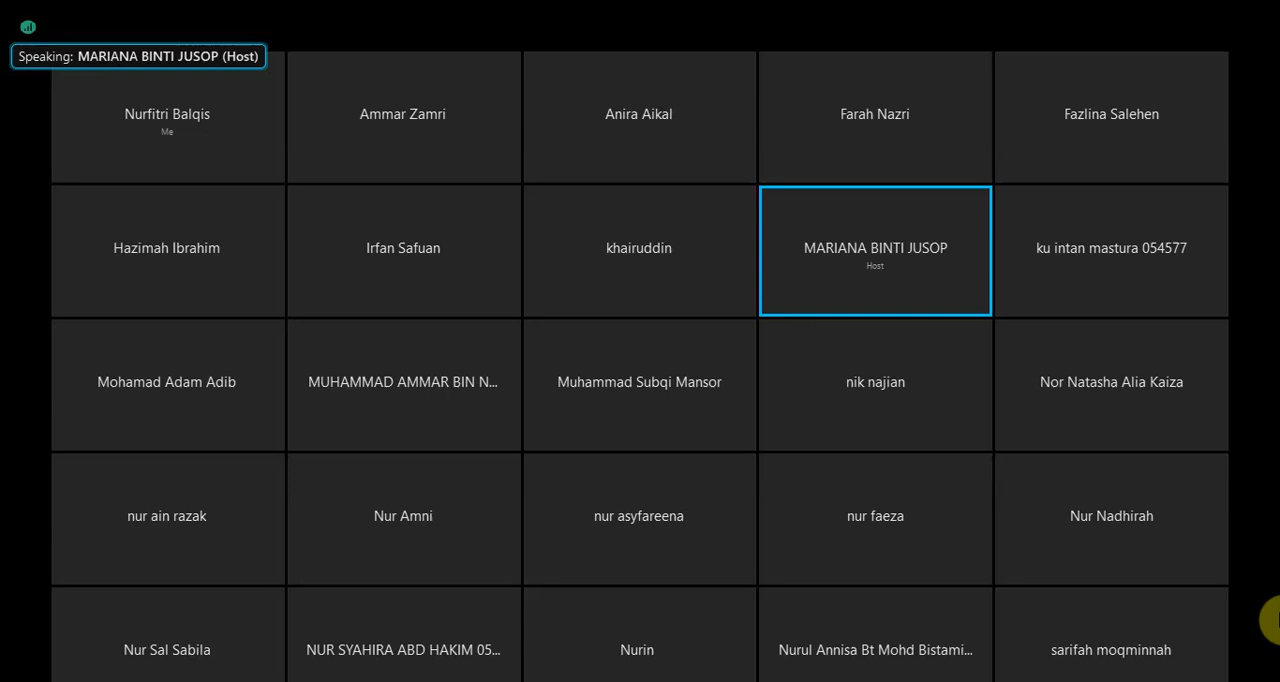 Speaking: MARIANA BINTI JUSOP (Host)
Nurfitri Balqis
Me
Ammar Zamri
Anira Aikal
Farah Nazri
Fazlina Salehen
Hazimah Ibrahim
Irfan Safuan
khairuddin
MARIANA BINTI JUSOP
Host
ku intan mastura 054577
Mohamad Adam Adib
MUHAMMAD AMMAR BIN N...
Muhammad Subqi Mansor
nik najian
Nor Natasha Alia Kaiza
nur ain razak
Nur Amni
nur asyfareena
nur faeza
Nur Nadhirah
Nur Sal Sabila
NUR SYAHIRA ABD HAKIM 05...
Nurin
Nurul Annisa Bt Mohd Bistami...
sarifah moqminnah